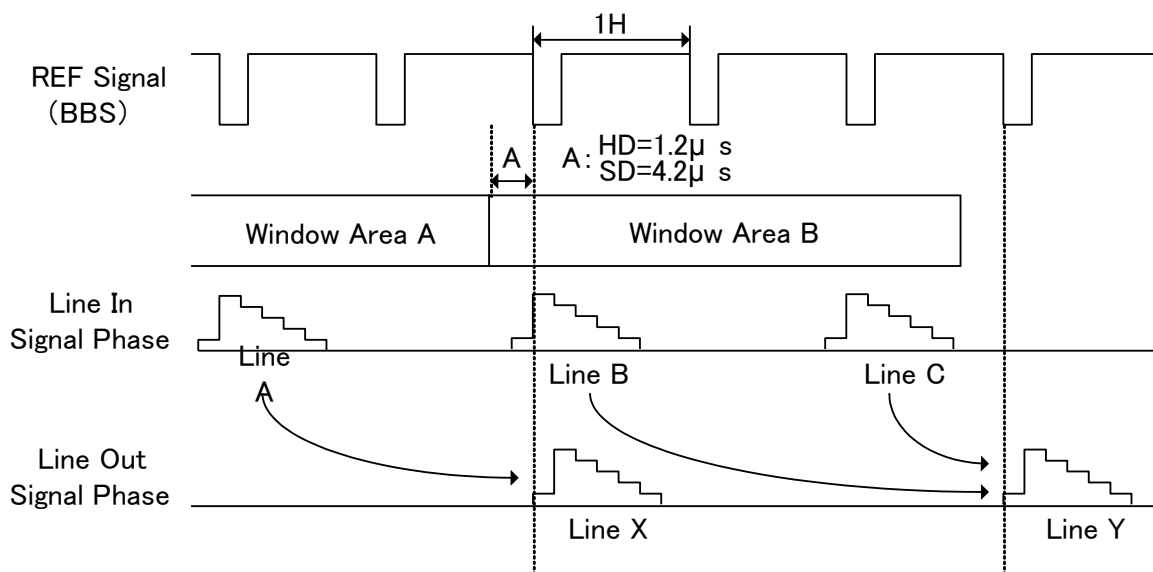 1H
REF Signal
（BBS）
A
A: HD=1.2μ s
SD=4.2μ s
Window Area A
Window Area B
Line In
Signal Phase
Line
A
Line B
Line C
Line Out
Signal Phase
Line X
Line Y